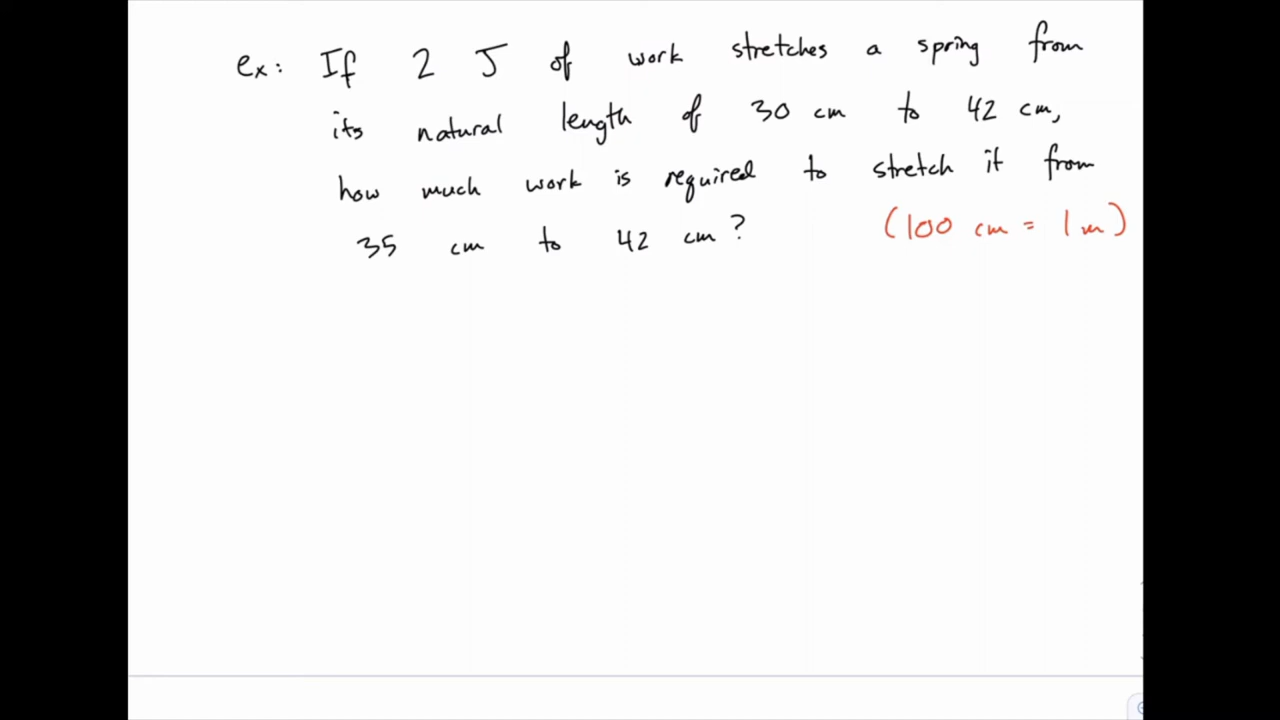 ex: If 2 J of work stretches a spring from
its natural length of 30 cm to 42 cm,
how much work is required to stretch it from
35 cm to 42 cm? (100 cm = 1 m)